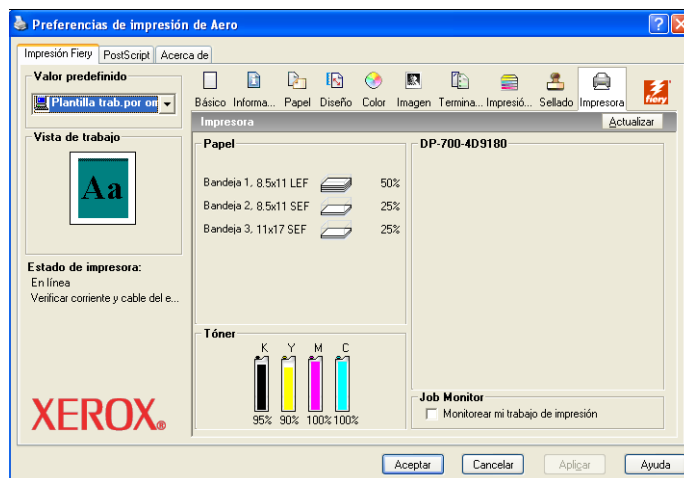 Preferencias de impresión de Aero
Impresión Fiery PostScript Acerca de
Valor predefinido
Plantilla trab.por om
Básico Informa... Papel Diseño Color Imagen Termina... Impresió... Sellado Impresora
fiery
Impresora Actualizar
Vista de trabajo
Aa
Estado de impresora:
En línea
Verificar corriente y cable del e...
XEROX®
Papel
Bandeja 1, 8.5x11 LEF 50%
Bandeja 2, 8.5x11 SEF 25%
Bandeja 3, 11x17 SEF 25%
Tóner
K Y M C
95% 90% 100% 100%
DP-700-4D9180
Job Monitor
Monitorear mi trabajo de impresión
Aceptar Cancelar Aplicar Ayuda